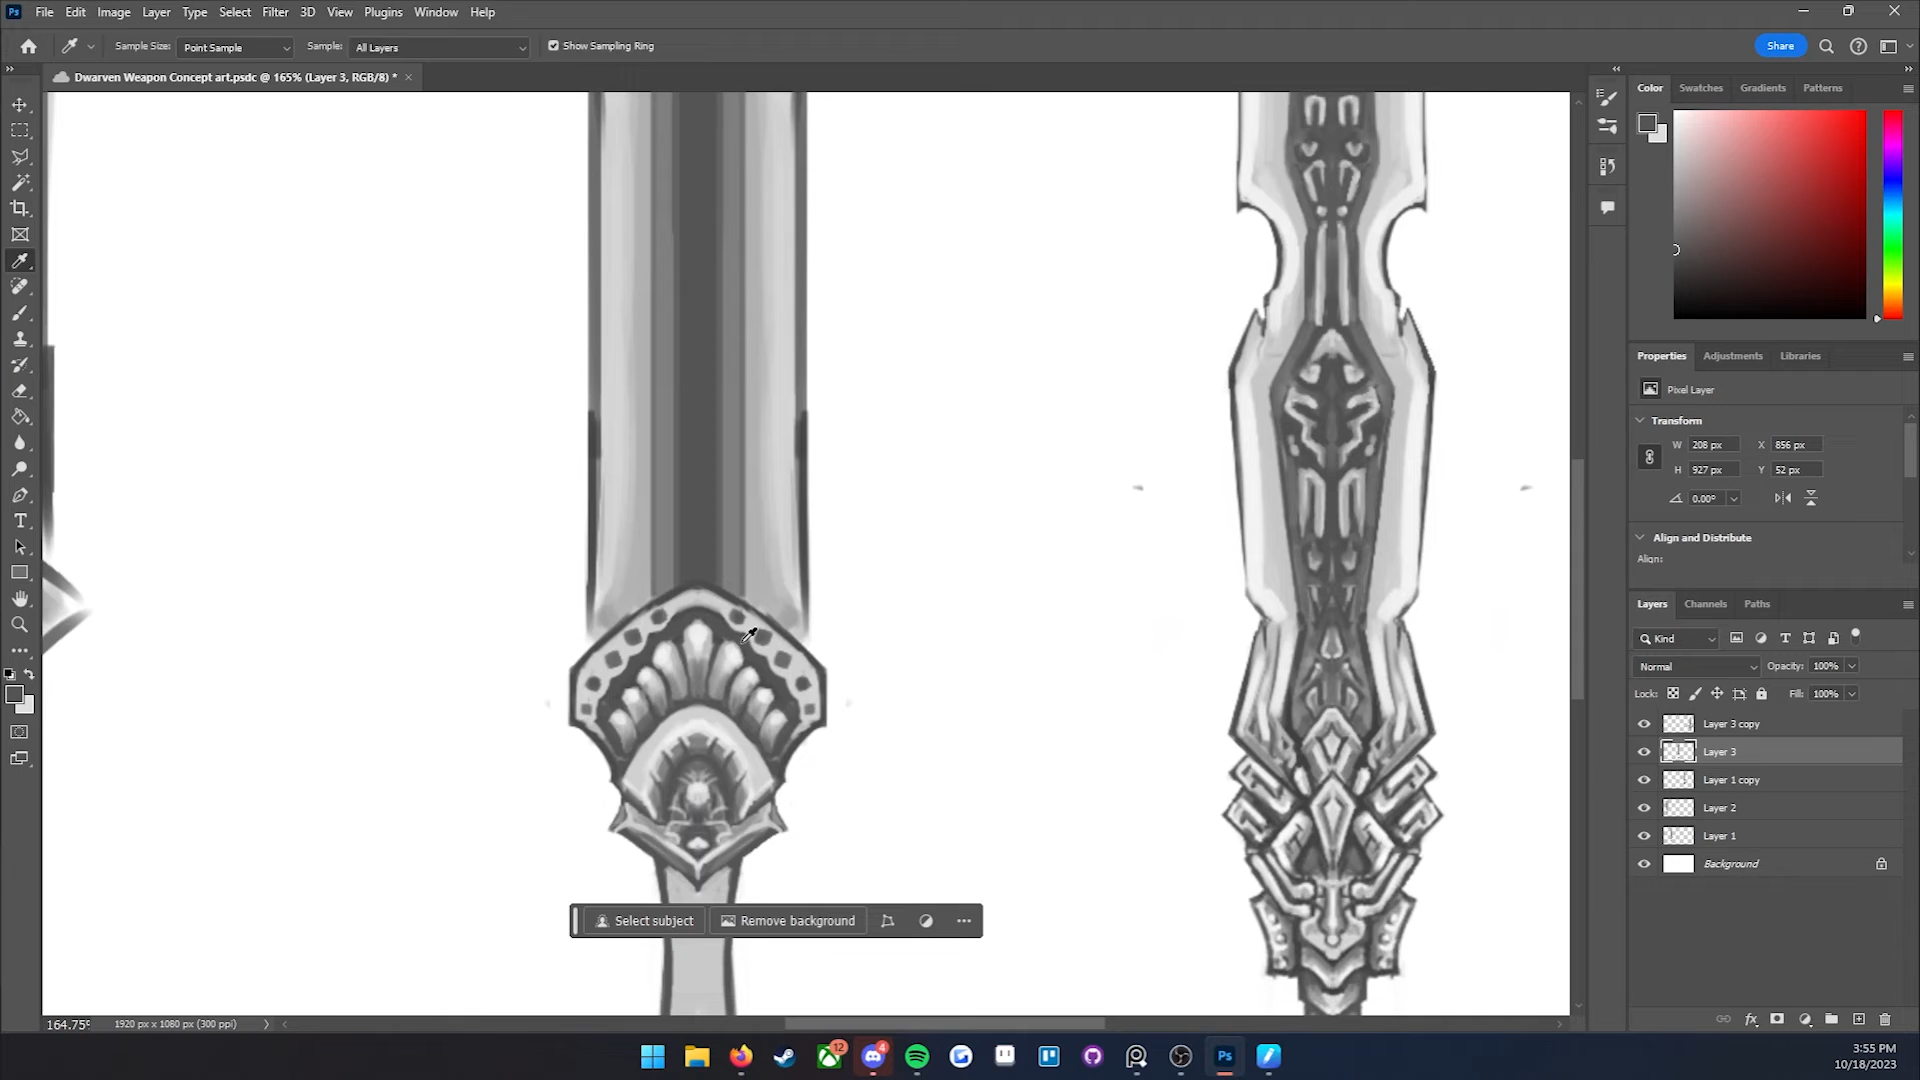 Ps File Edit Image Layer Type Select Filter 3D View Plugins Window Help
Sample Size: Point Sample Sample: All Layers Show Sampling Ring Share
Dwarven Weapon Concept art.psdc @ 165% (Layer 3, RGB/8) *
Color Swatches Gradients Patterns
Properties Adjustments Libraries
Pixel Layer
Transform
W 208 px X 856 px
H 927 px Y 52 px
0.00°
Align and Distribute
Align:
Layers Channels Paths
Kind
Normal Opacity: 100%
Lock: Fill: 100%
Layer 3 copy
Layer 3
Layer 1 copy
Layer 2
Layer 1
Background
Select subject Remove background
164.75%
1920 px x 1080 px (300 ppi)
12
4
Ps
3:55 PM
10/18/2023